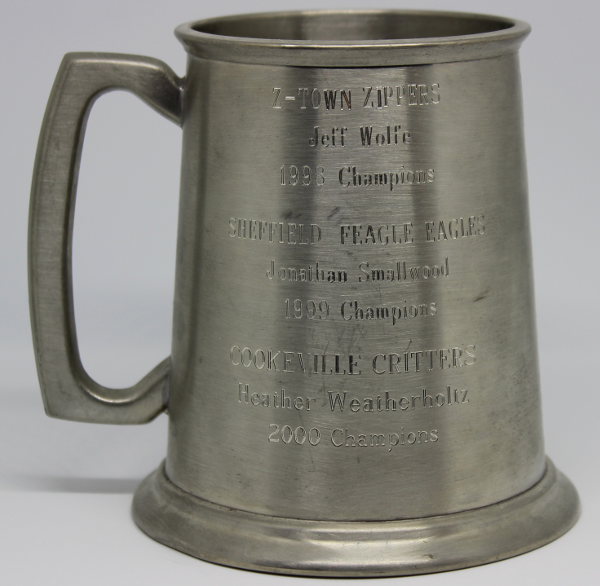 Z-TOWN ZIPPERS
Jeff Wolfe
1998 Champions
SHEFFIELD FEAGLE EAGLES
Jonathan Smallwood
1999 Champions
COOKEVILLE CRITTERS
Heather Weatherholtz
2000 Champions